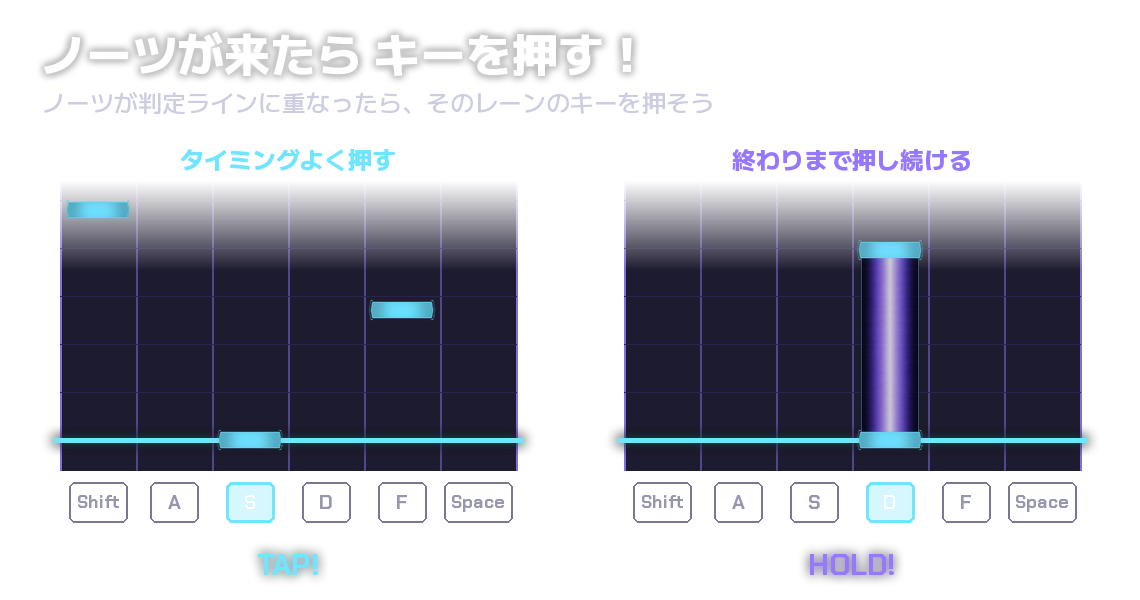 ノーツが来たら キーを押す！
ノーツが判定ラインに重なったら、そのレーンのキーを押そう
タイミングよく押す
終わりまで押し続ける
Shift A S D F Space
Shift A S D F Space
TAP!
HOLD!